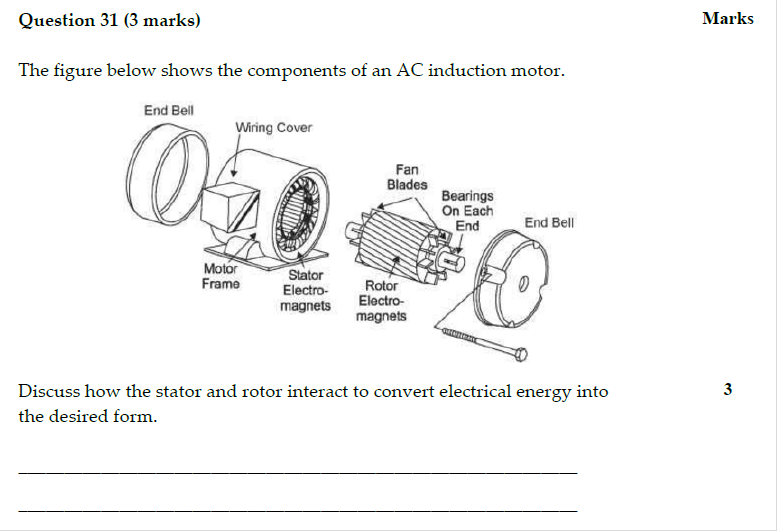 Question 31 (3 marks)
Marks
The figure below shows the components of an AC induction motor.
End Bell
Wiring Cover
Fan
Blades
Bearings
On Each
End
End Bell
Motor
Frame
Stator
Electro-
magnets
Rotor
Electro-
magnets
Discuss how the stator and rotor interact to convert electrical energy into
3
the desired form.